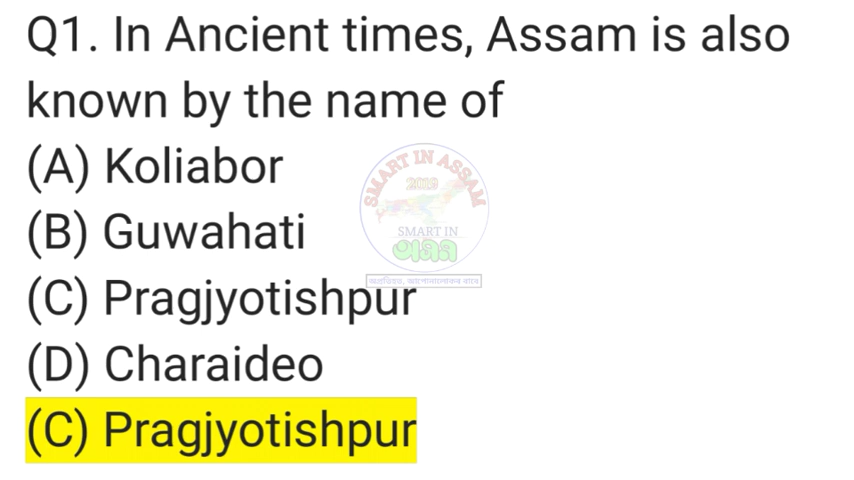 Q1. In Ancient times, Assam is also
known by the name of
(A) Koliabor
(B) Guwahati
(C) Pragjyotishpur
(D) Charaideo
(C) Pragjyotishpur
SMART IN ASSAM
2019
SMART IN